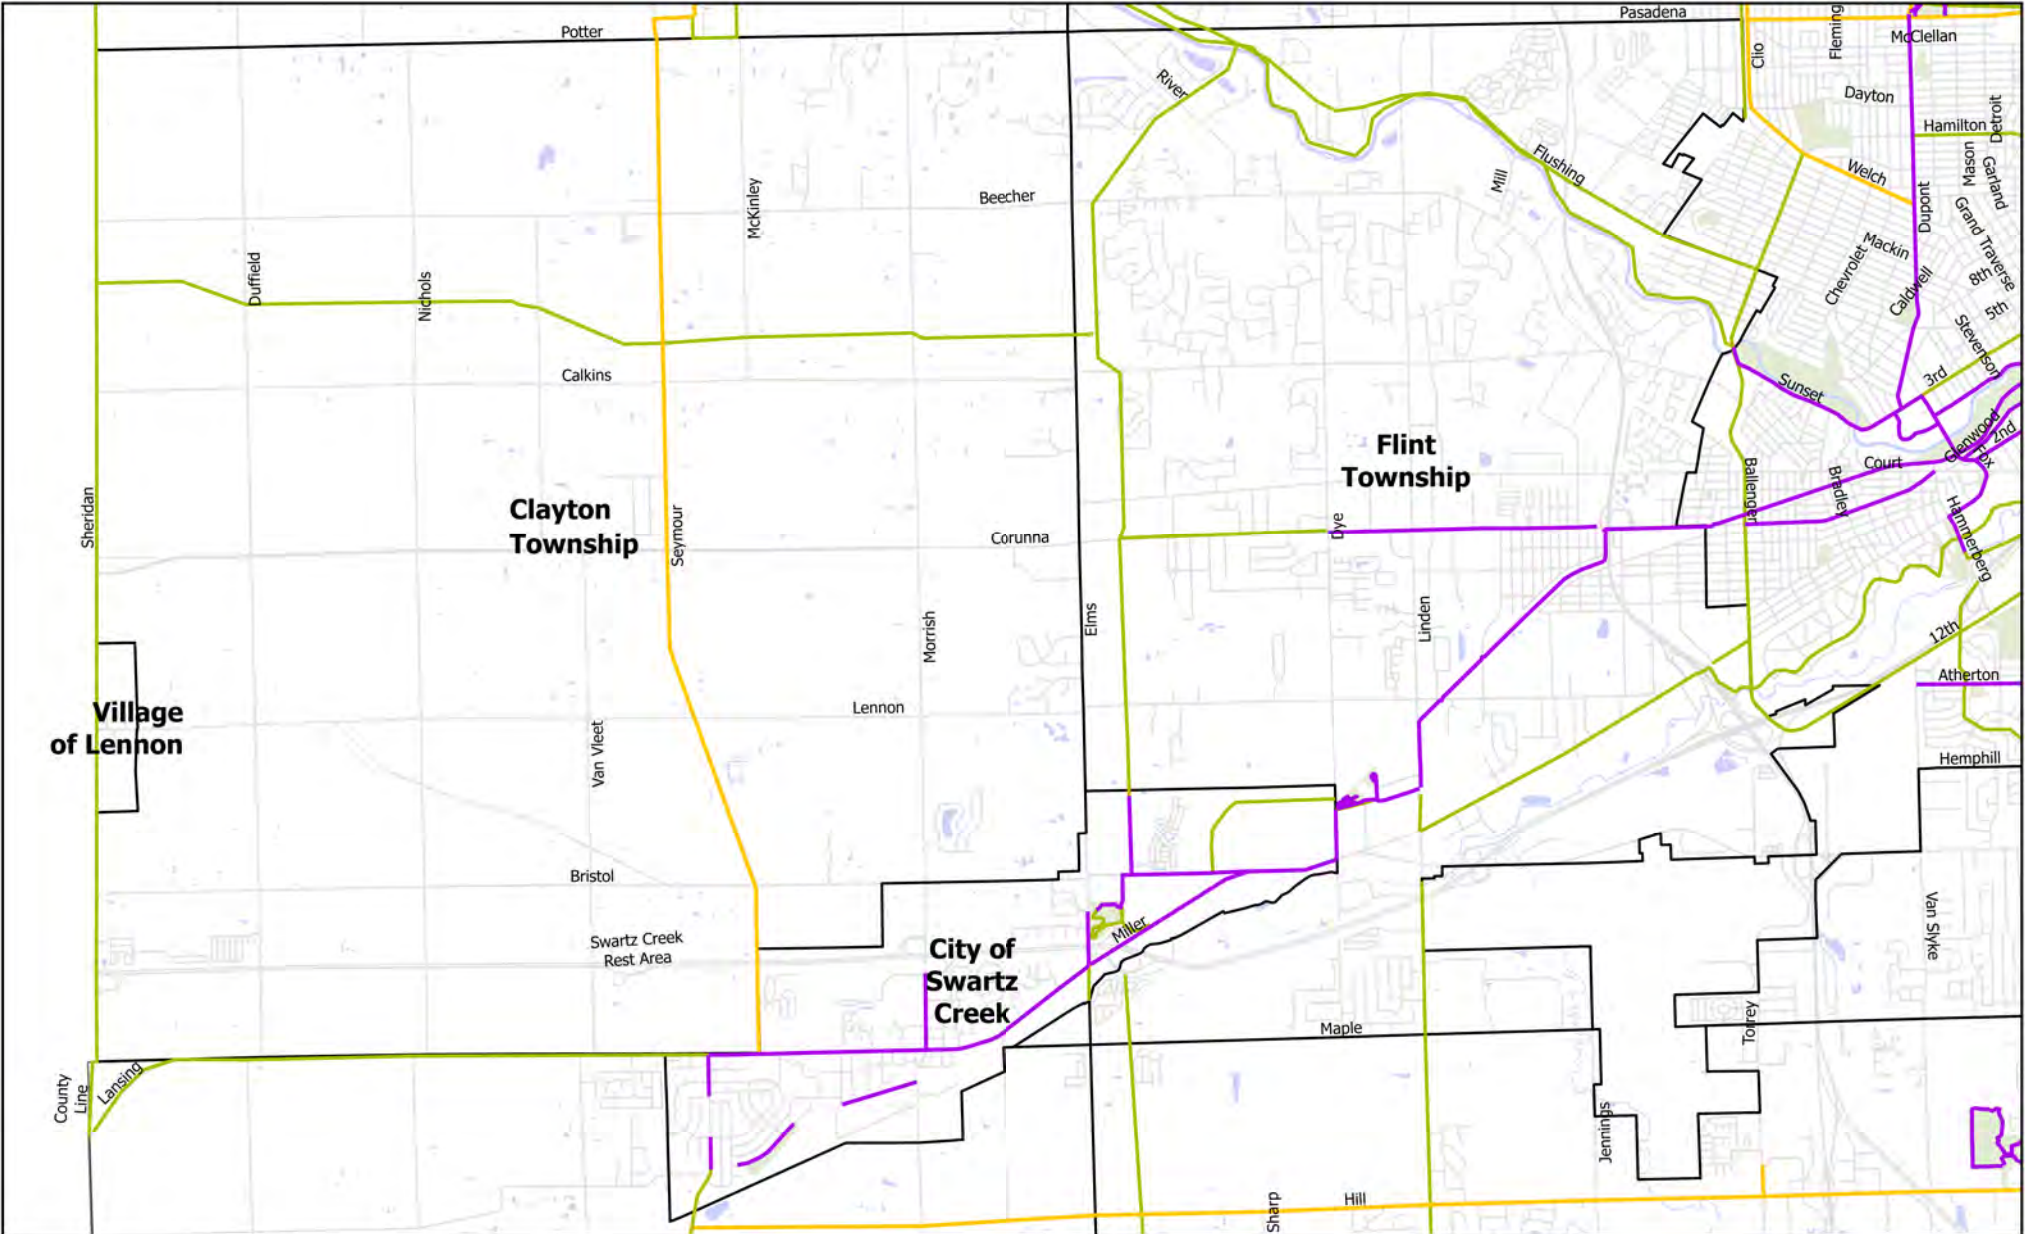 Potter
Pasadena
Clio
Fleming
McClellan
River
Dayton
Detroit
Hamilton
Flushing
Mill
Welch
Mason
Garland
McKinley
Beecher
Dupont
Grand Traverse
Mackin
Chevrolet
Caldwell
8th
5th
Duffield
Nichols
Stevenson
Calkins
3rd
Sunset
Flint
Township
Glenwood
2nd
Fox
Court
Ballenger
Bradley
Sheridan
Clayton
Township
Seymour
Corunna
Dye
Hammerberg
Elms
Linden
Morrish
12th
Atherton
Village
of Lennon
Lennon
Van Vleet
Hemphill
Bristol
Swartz Creek
Rest Area
Miller
City of
Swartz
Creek
Van Slyke
Maple
Torrey
County
Line
Lansing
Jennings
Sharp
Hill